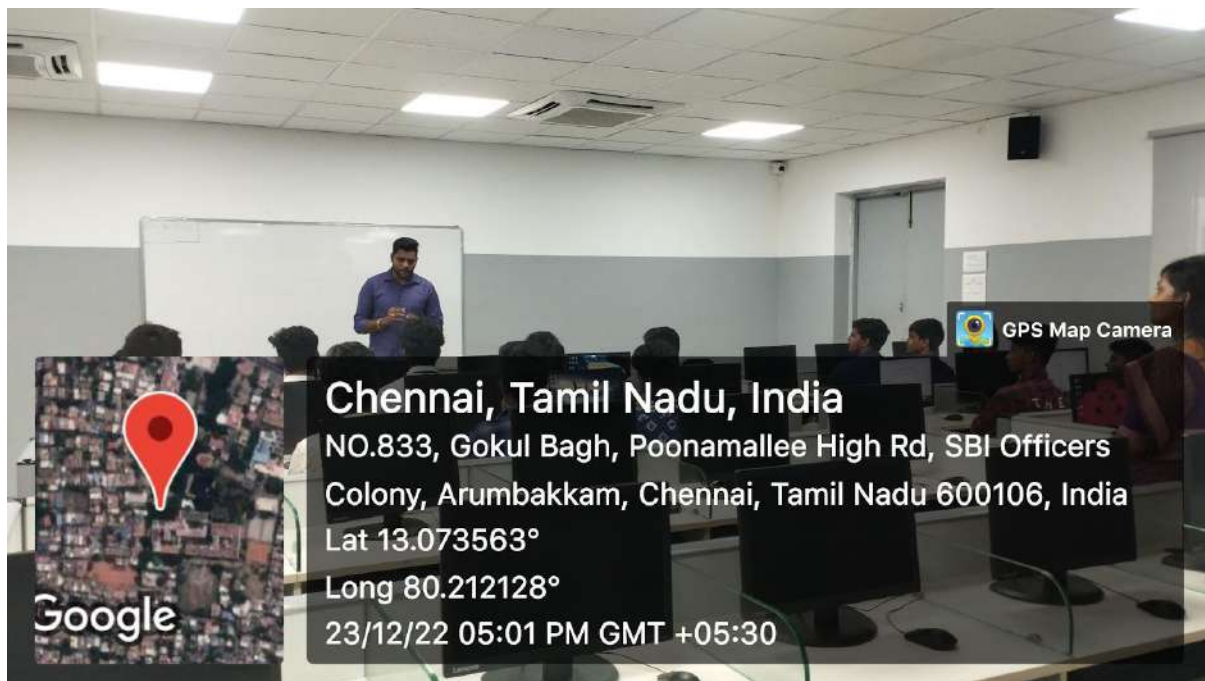 GPS Map Camera
Chennai, Tamil Nadu, India
NO.833, Gokul Bagh, Poonamallee High Rd, SBI Officers
Colony, Arumbakkam, Chennai, Tamil Nadu 600106, India
Lat 13.073563°
Long 80.212128°
23/12/22 05:01 PM GMT +05:30
Google
Lenovo
THE